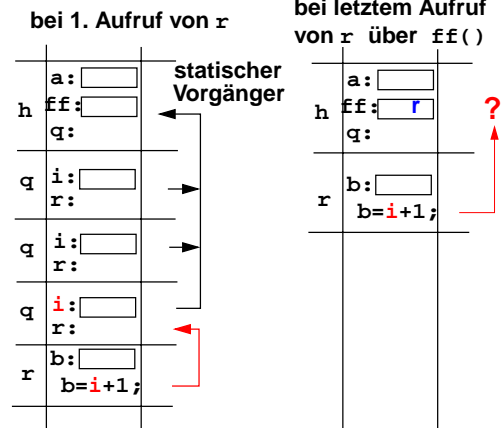 bei 1. Aufruf von r
statischer
Vorgänger
h
a:
ff:
q:
q
i:
r:
q
i:
r:
q
i:
r:
r
b:
b=i+1;
bei letztem Aufruf
von r über ff()
h
a:
ff: r
q:
?
r
b:
b=i+1;